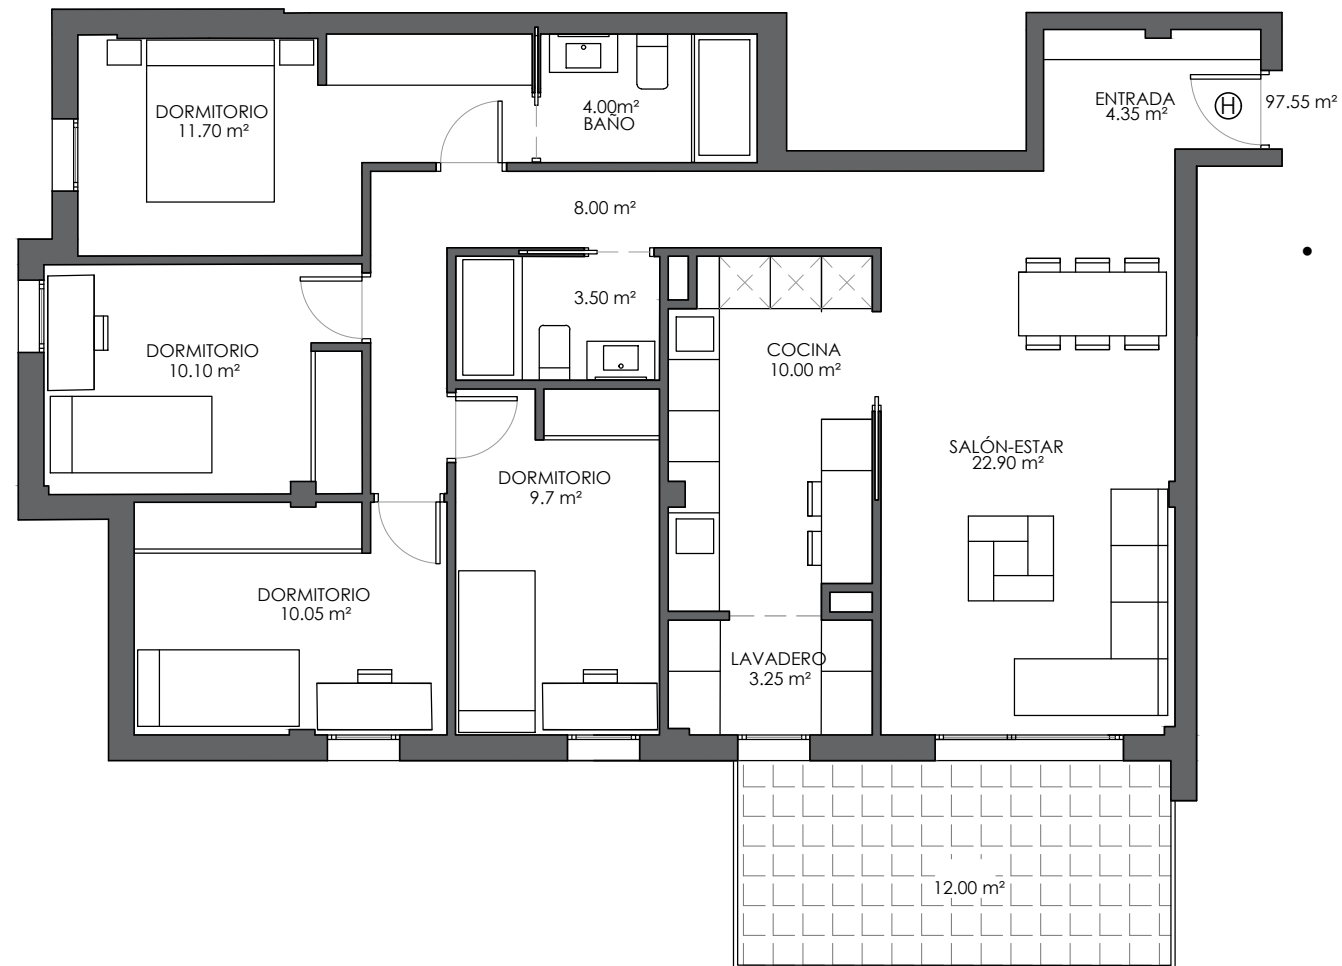 DORMITORIO
11.70 m²
4.00m²
BAÑO
ENTRADA
4.35 m²
H
97.55 m²
8.00 m²
3.50 m²
DORMITORIO
10.10 m²
COCINA
10.00 m²
SALÓN-ESTAR
22.90 m²
DORMITORIO
9.7 m²
DORMITORIO
10.05 m²
LAVADERO
3.25 m²
12.00 m²